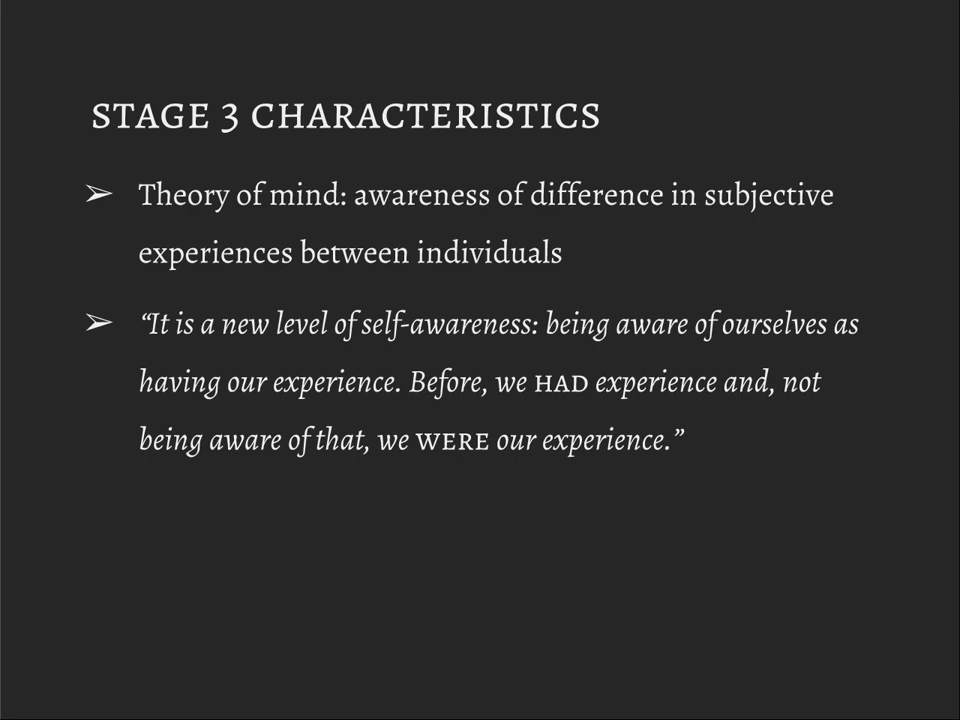 STAGE 3 CHARACTERISTICS
➢ Theory of mind: awareness of difference in subjective
experiences between individuals
➢ “It is a new level of self-awareness: being aware of ourselves as
having our experience. Before, we HAD experience and, not
being aware of that, we WERE our experience.”